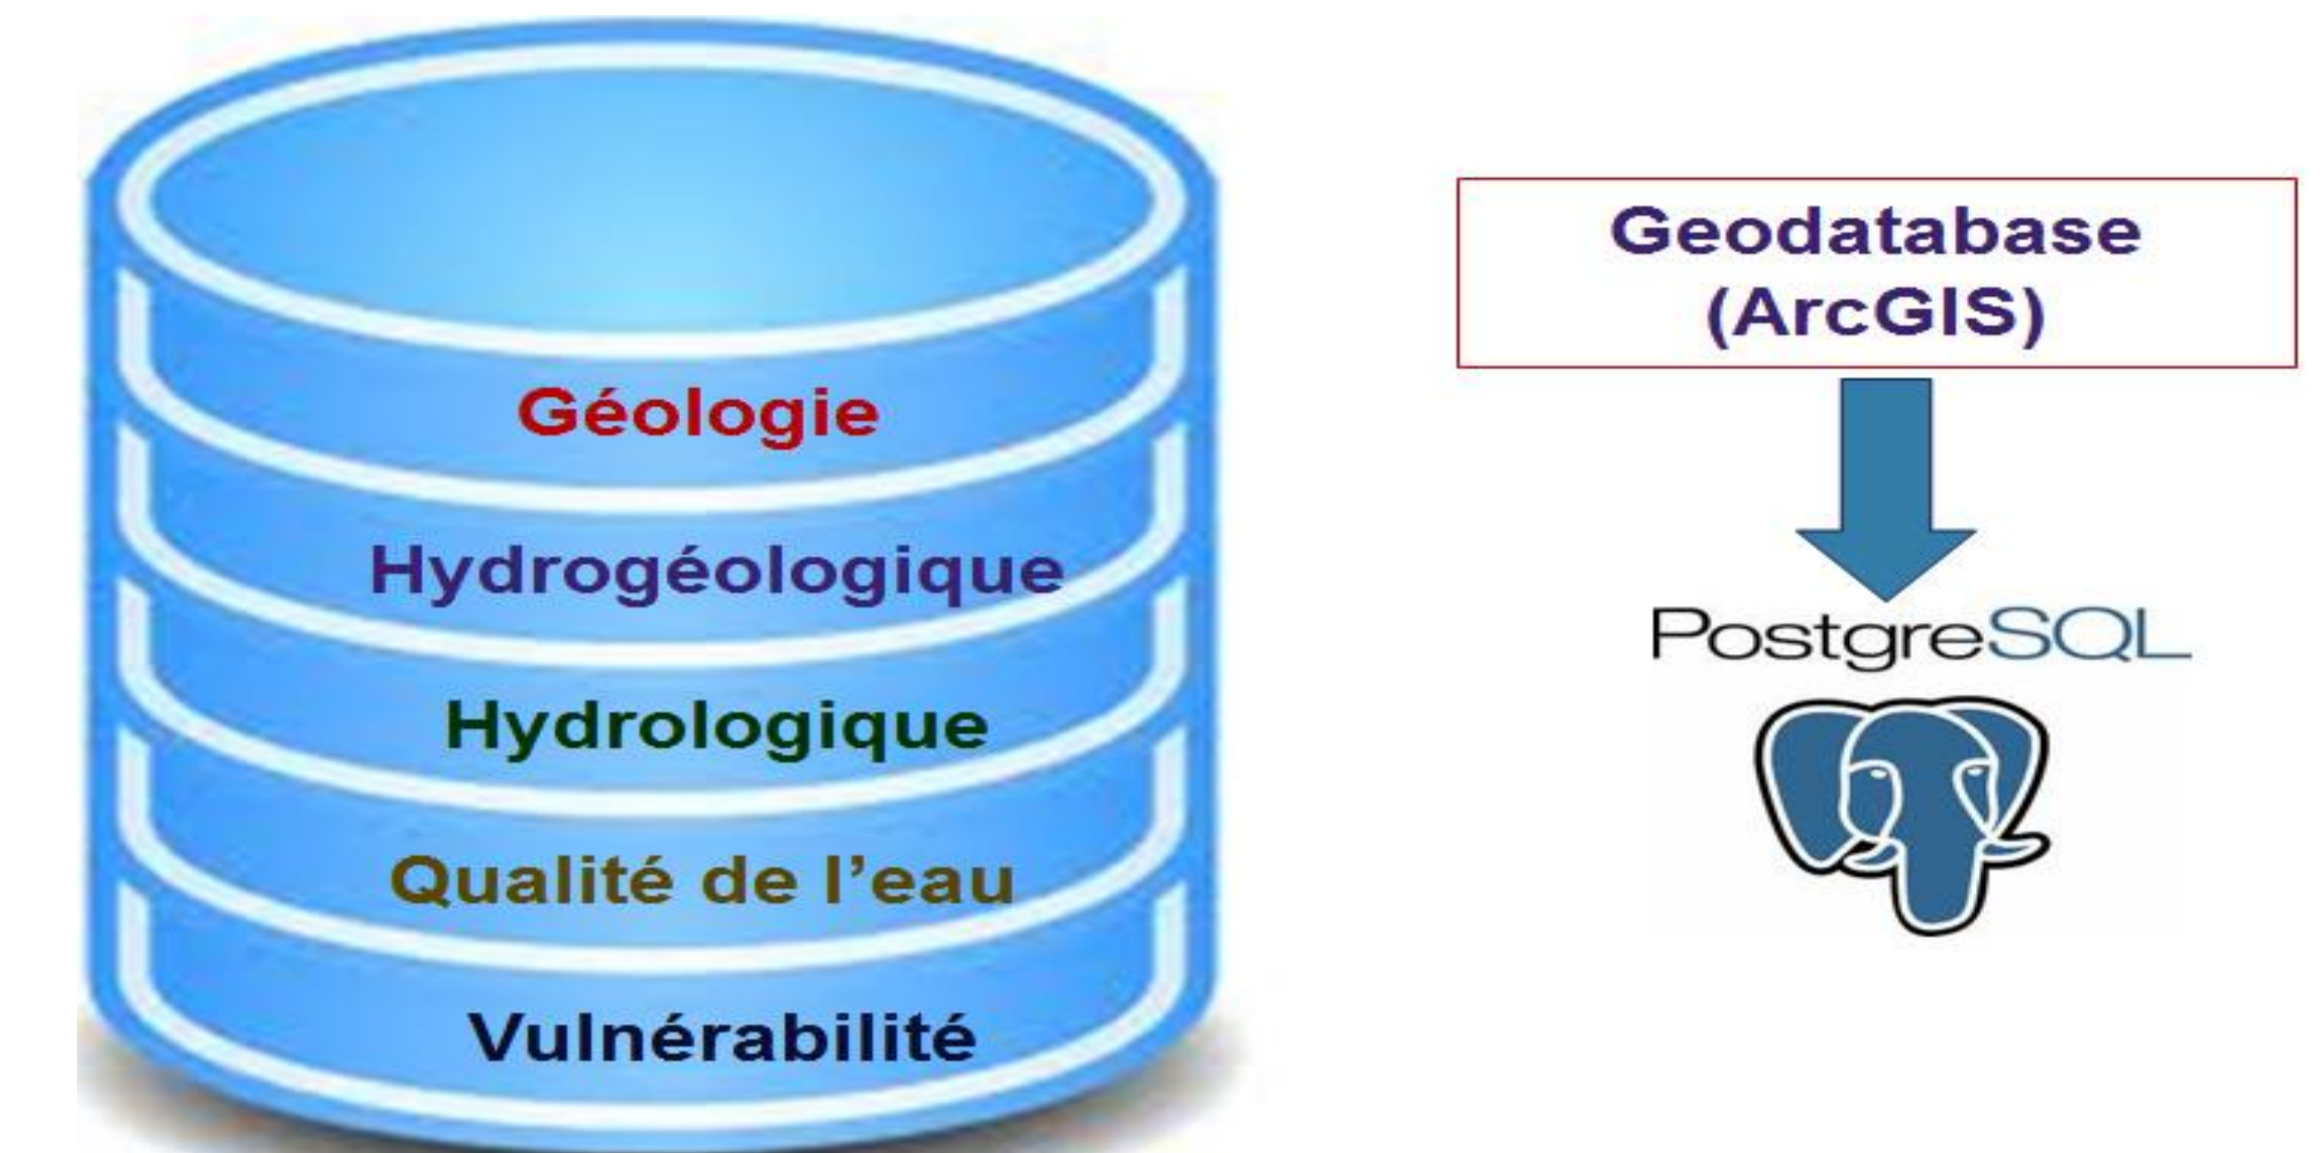 Géologie
Hydrogéologique
Hydrologique
Qualité de l’eau
Vulnérabilité
Geodatabase
(ArcGIS)
PostgreSQL